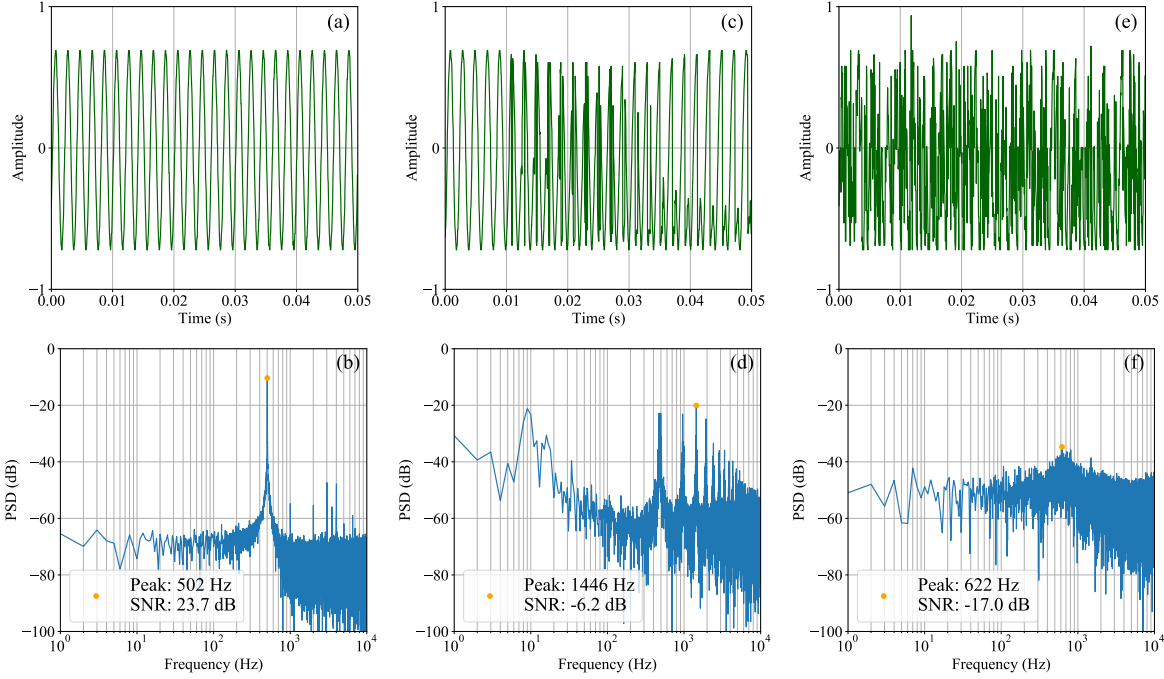 (a)
1
0
−1
Amplitude
0.00 0.01 0.02 0.03 0.04 0.05
Time (s)
(c)
1
0
−1
Amplitude
0.00 0.01 0.02 0.03 0.04 0.05
Time (s)
(e)
1
0
−1
Amplitude
0.00 0.01 0.02 0.03 0.04 0.05
Time (s)
(b)
0
−20
−40
−60
−80
−100
PSD (dB)
Peak: 502 Hz
SNR: 23.7 dB
10^0 10^1 10^2 10^3 10^4
Frequency (Hz)
(d)
0
−20
−40
−60
−80
−100
PSD (dB)
Peak: 1446 Hz
SNR: -6.2 dB
10^0 10^1 10^2 10^3 10^4
Frequency (Hz)
(f)
0
−20
−40
−60
−80
−100
PSD (dB)
Peak: 622 Hz
SNR: -17.0 dB
10^0 10^1 10^2 10^3 10^4
Frequency (Hz)